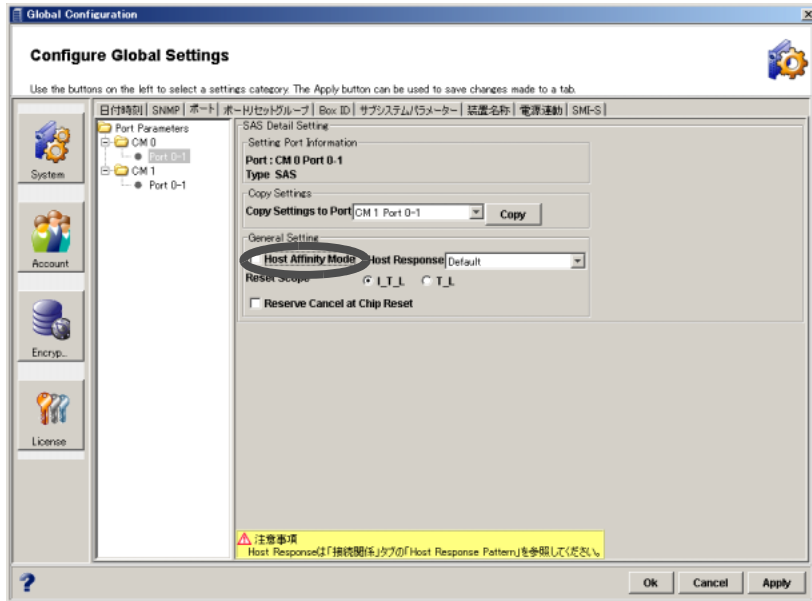 Global Configuration
Configure Global Settings
Use the buttons on the left to select a settings category. The Apply button can be used to save changes made to a tab.
日付時刻 SNMP ポート ポートリセットグループ Box ID サブシステムパラメーター 装置名称 電源連動 SMI-S
System
Account
Encryp...
License
Port Parameters
CM 0
Port 0-1
CM 1
Port 0-1
SAS Detail Setting
Setting Port Information
Port : CM 0 Port 0-1
Type SAS
Copy Settings
Copy Settings to Port CM 1 Port 0-1 Copy
General Setting
Host Affinity Mode Host Response Default
Reset Scope I_T_L T_L
Reserve Cancel at Chip Reset
注意事項
Host Responseは「接続関係」タブの「Host Response Pattern」を参照してください。
? Ok Cancel Apply